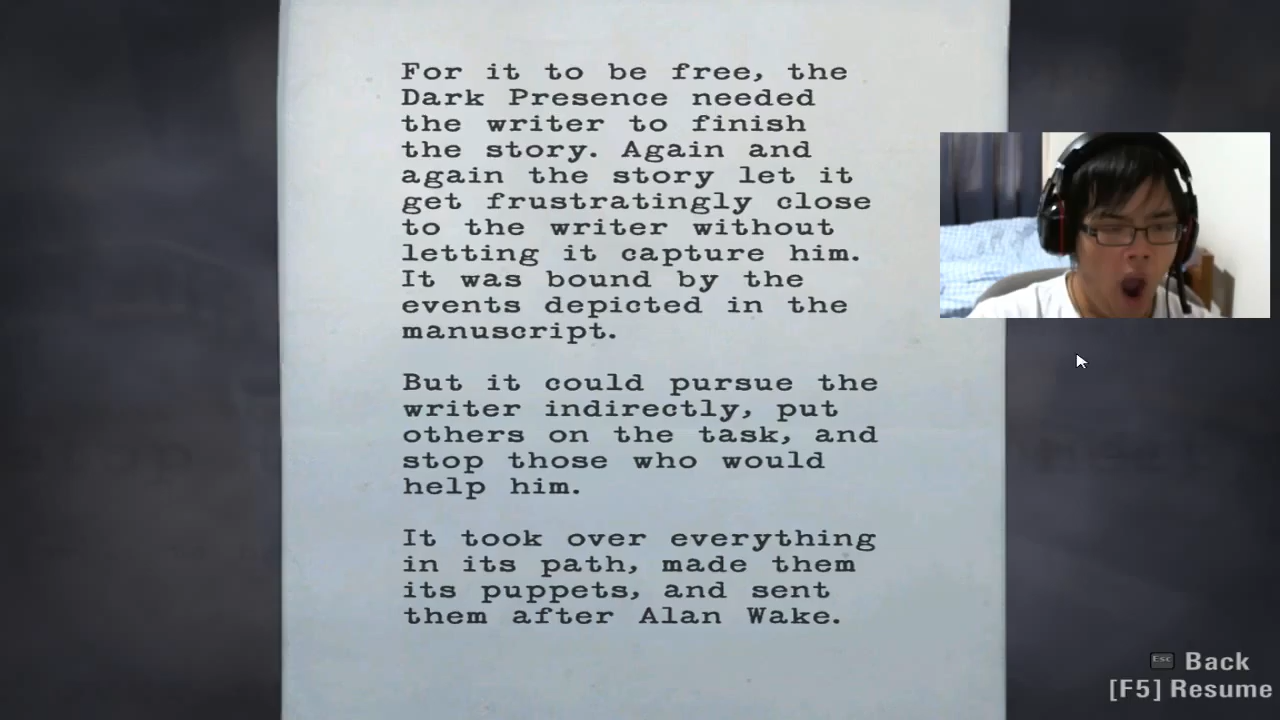 For it to be free, the
Dark Presence needed
the writer to finish
the story. Again and
again the story let it
get frustratingly close
to the writer without
letting it capture him.
It was bound by the
events depicted in the
manuscript.
But it could pursue the
writer indirectly, put
others on the task, and
stop those who would
help him.
It took over everything
in its path, made them
its puppets, and sent
them after Alan Wake.
Esc Back
[F5] Resume